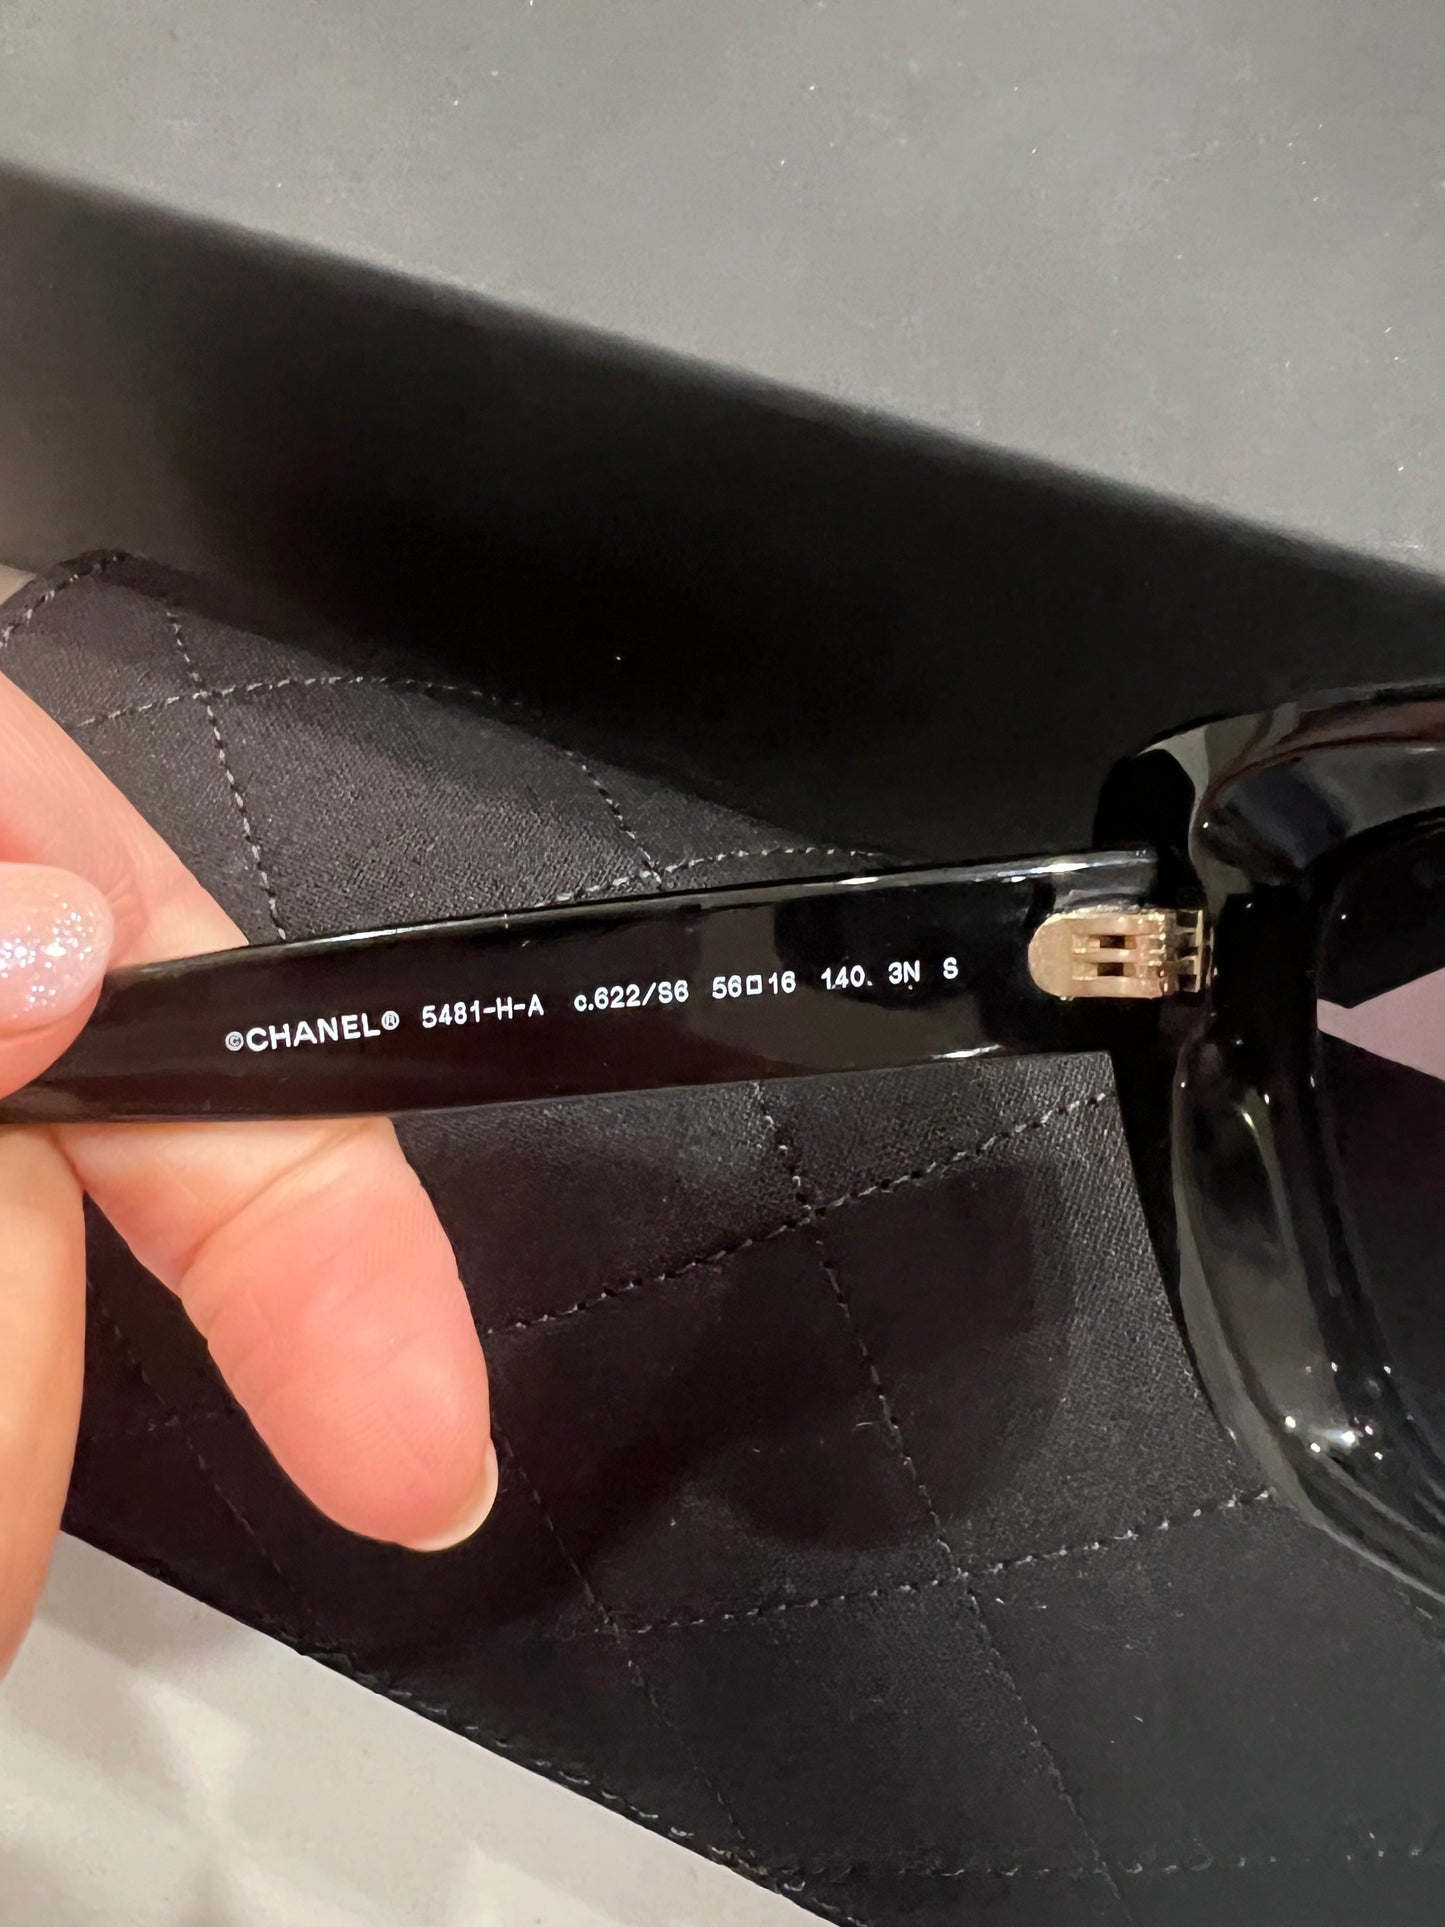 ©CHANEL® 5481-H-A c.622/S6 56□16 140. 3N S